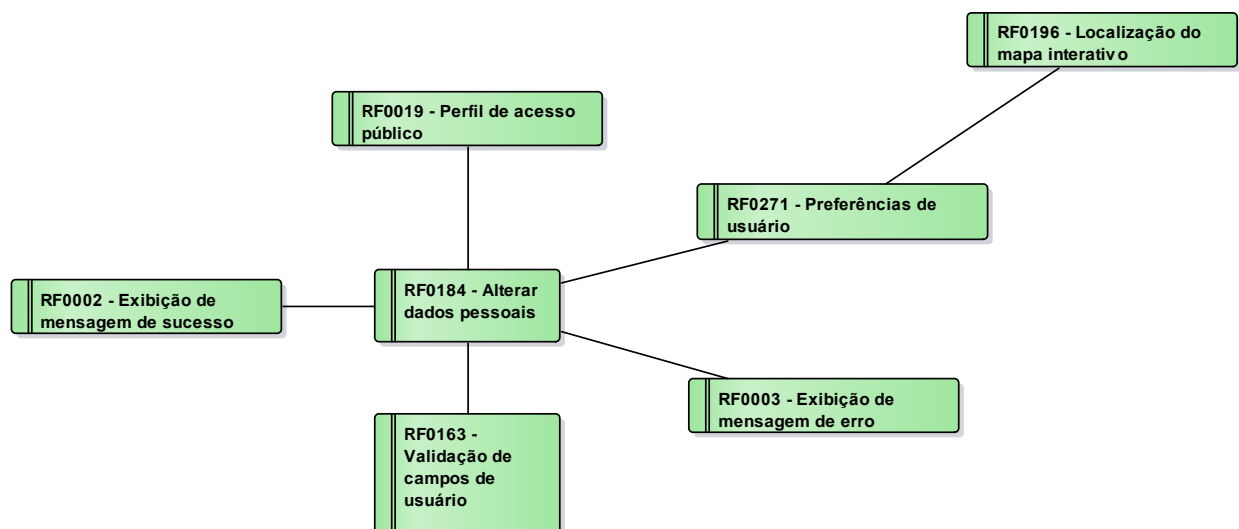 RF0196 - Localização do
mapa interativo
RF0019 - Perfil de acesso
público
RF0271 - Preferências de
usuário
RF0184 - Alterar
dados pessoais
RF0002 - Exibição de
mensagem de sucesso
RF0003 - Exibição de
mensagem de erro
RF0163 -
Validação de
campos de
usuário